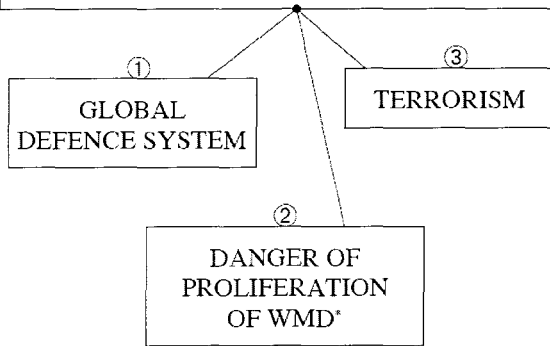 ①
GLOBAL
DEFENCE SYSTEM
②
DANGER OF
PROLIFERATION
OF WMD*
③
TERRORISM